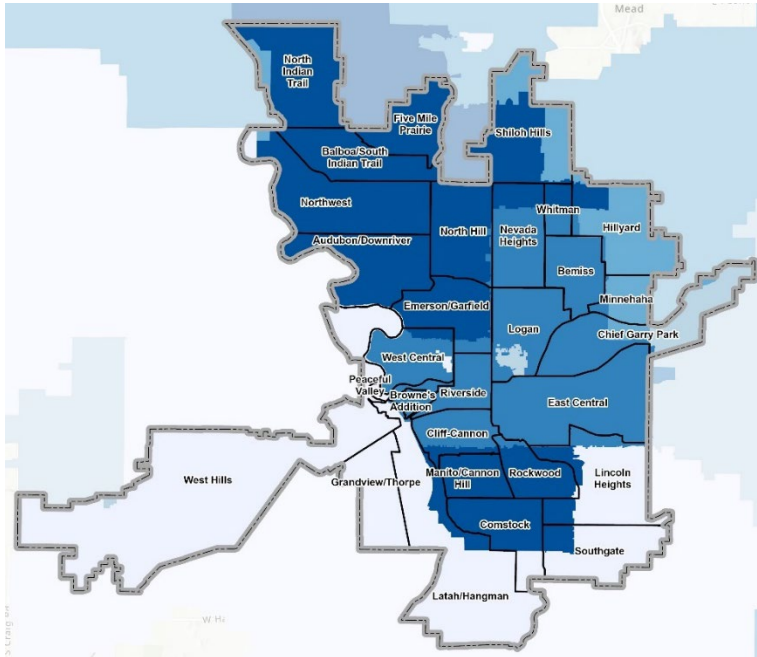 Mead
North
Indian
Trail
Five Mile
Prairie
Shiloh Hills
Balboa/South
Indian Trail
Northwest
Whitman
North Hill
Nevada
Heights
Hillyard
Audubon/Downriver
Bemiss
Minnehaha
Emerson/Garfield
Logan
Chief Garry Park
West Central
Peaceful
Valley
Browne's
Addition
Riverside
East Central
Cliff-Cannon
West Hills
Grandview/Thorpe
Manito/Cannon
Hill
Rockwood
Lincoln
Heights
Comstock
Southgate
Latah/Hangman
S Craig Rd